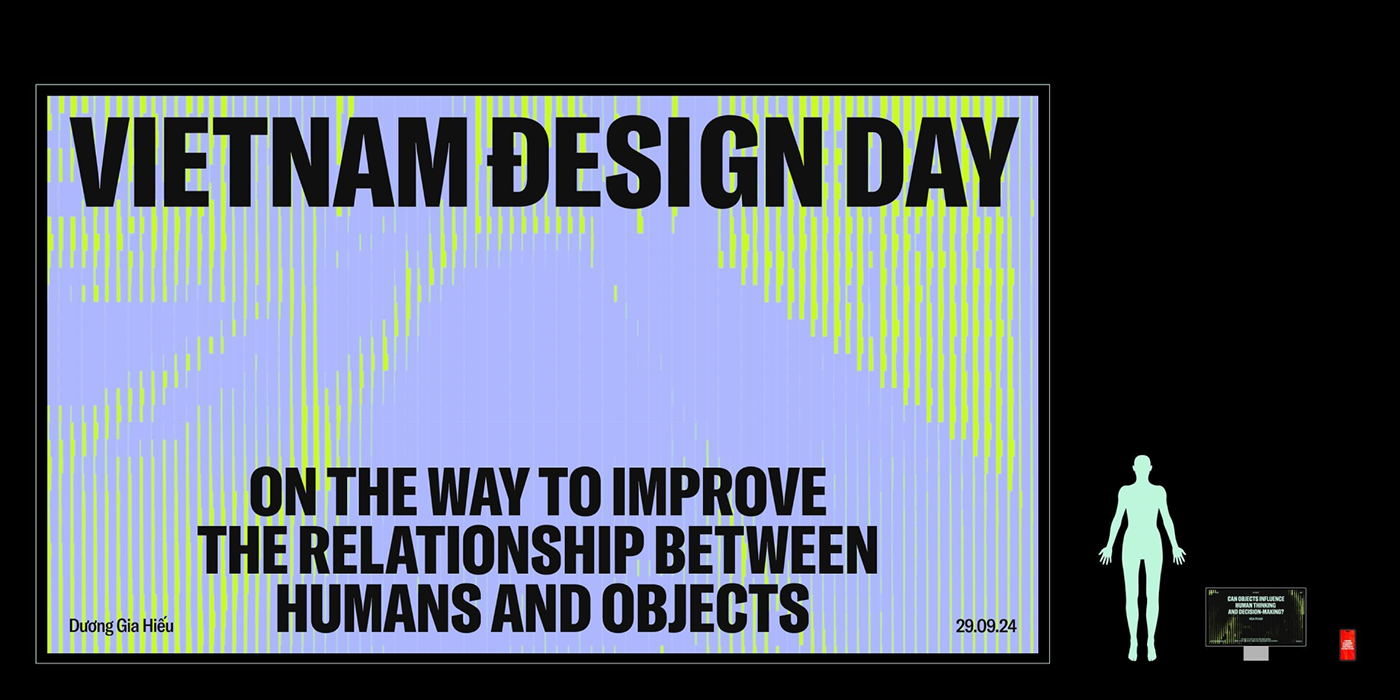 VIETNAM ĐESIGN DAY
ON THE WAY TO IMPROVE
THE RELATIONSHIP BETWEEN
HUMANS AND OBJECTS
Dương Gia Hiếu
29.09.24
CAN OBJECTS INFLUENCE
HUMAN THINKING
AND DECISION-MAKING?